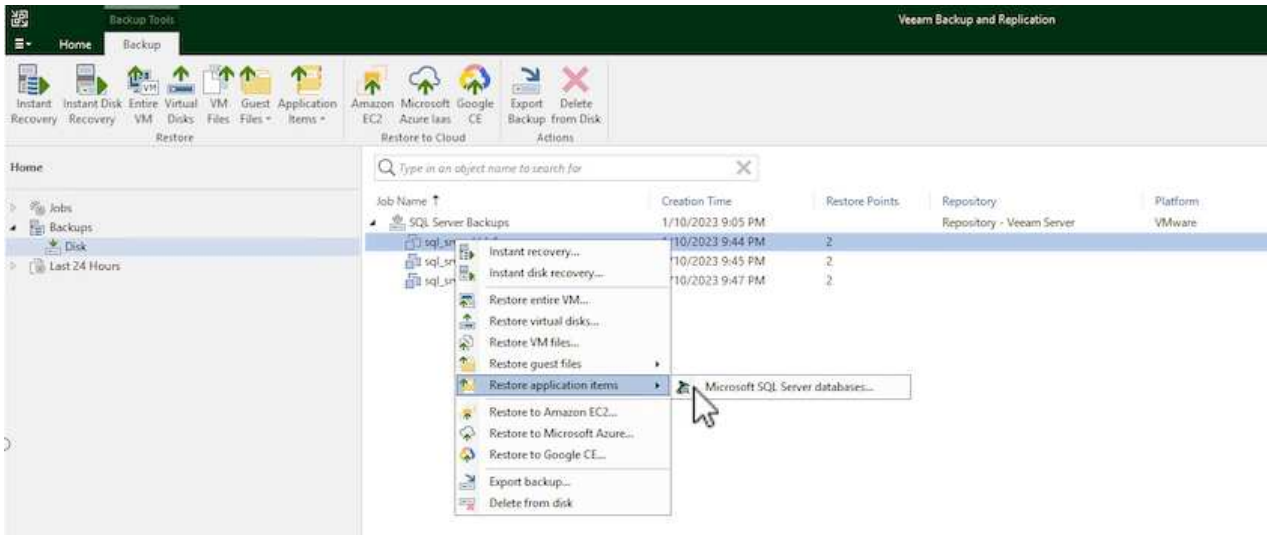 Backup Tools
Veeam Backup and Replication
Home Backup
Instant Recovery
Instant Disk Recovery
Entire VM
Virtual Disks
VM Files
Guest Files
Application Items
Amazon EC2
Microsoft Azure Iaas
Google CE
Export Backup
Delete from Disk
Restore
Restore to Cloud
Actions
Home
Type in an object name to search for
Jobs
Backups
Disk
Last 24 Hours
Job Name Creation Time Restore Points Repository Platform
SQL Server Backups 1/10/2023 9:05 PM Repository - Veeam Server VMware
10/2023 9:44 PM 2
10/2023 9:45 PM 2
10/2023 9:47 PM 2
Instant recovery...
Instant disk recovery...
Restore entire VM...
Restore virtual disks...
Restore VM files...
Restore guest files
Restore application items
Microsoft SQL Server databases...
Restore to Amazon EC2...
Restore to Microsoft Azure...
Restore to Google CE...
Export backup...
Delete from disk